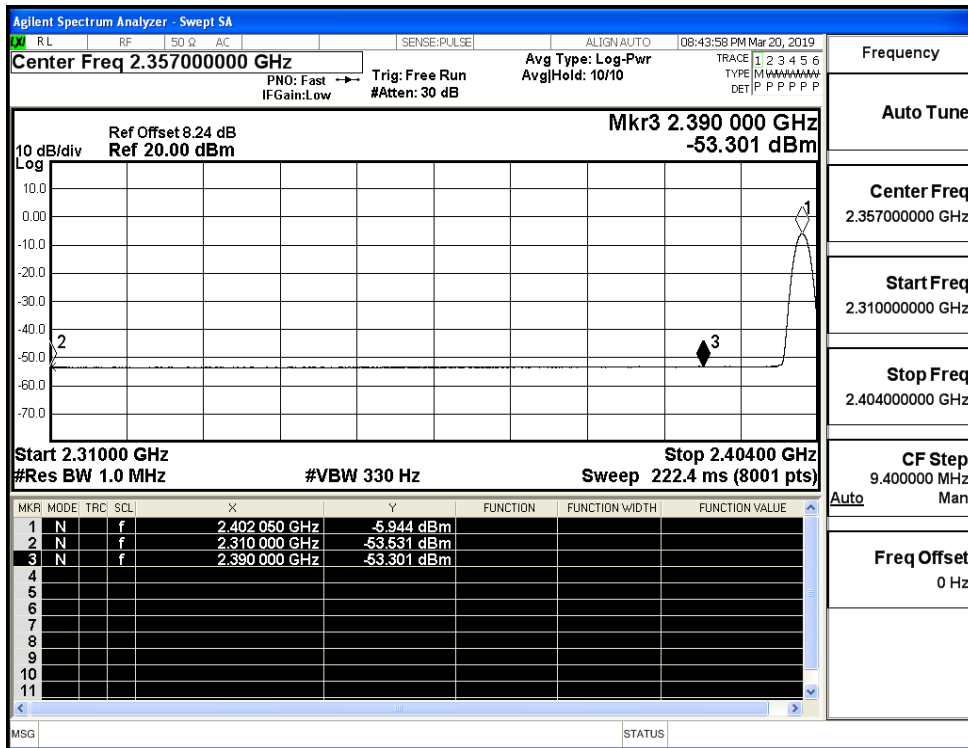 Agilent Spectrum Analyzer - Swept SA
LXI RL RF 50 Ω AC SENSE:PULSE ALIGNAUTO 08:43:58 PM Mar 20, 2019
Center Freq 2.357000000 GHz
PNO: Fast
IFGain:Low
Trig: Free Run
#Atten: 30 dB
Avg Type: Log-Pwr
Avg|Hold: 10/10
TRACE 1 2 3 4 5 6
TYPE M WWWWW
DET P P P P P P
Ref Offset 8.24 dB
10 dB/div Ref 20.00 dBm
Log
Mkr3 2.390 000 GHz
-53.301 dBm
10.0
0.00
-10.0
-20.0
-30.0
-40.0
-50.0
-60.0
-70.0
1
2
3
Start 2.31000 GHz Stop 2.40400 GHz
#Res BW 1.0 MHz #VBW 330 Hz Sweep 222.4 ms (8001 pts)
MKR MODE TRC SCL X Y FUNCTION FUNCTION WIDTH FUNCTION VALUE
1 N f 2.402 050 GHz -5.944 dBm
2 N f 2.310 000 GHz -53.531 dBm
3 N f 2.390 000 GHz -53.301 dBm
4
5
6
7
8
9
10
11
MSG STATUS
Frequency
Auto Tune
Center Freq
2.357000000 GHz
Start Freq
2.310000000 GHz
Stop Freq
2.404000000 GHz
CF Step
9.400000 MHz
Auto Man
Freq Offset
0 Hz